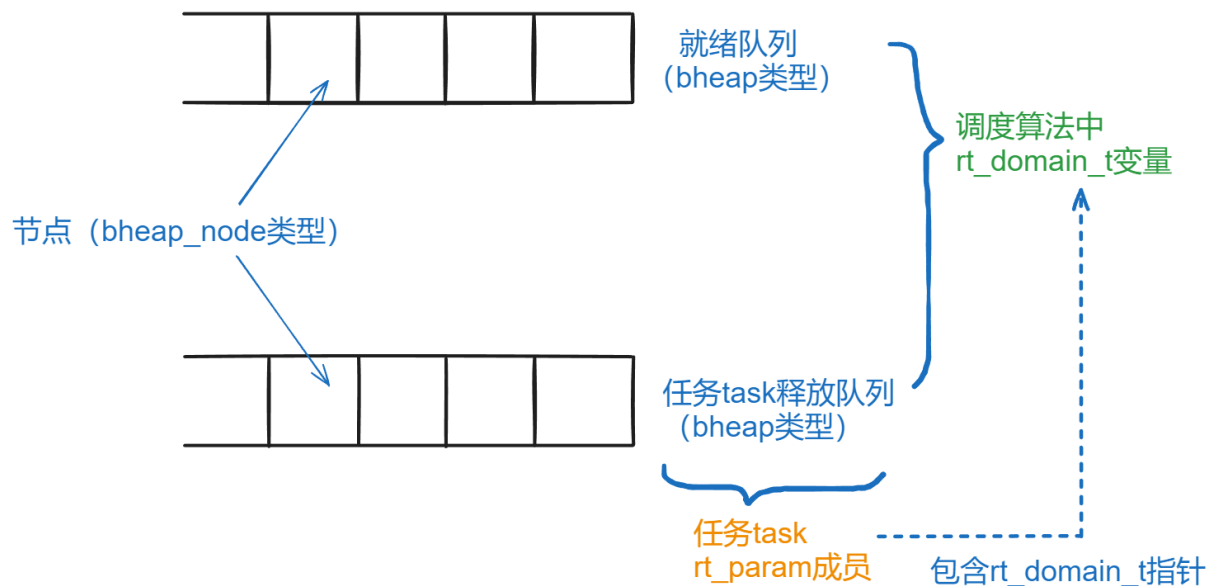 就绪队列
（bheap类型）
调度算法中
rt_domain_t变量
节点（bheap_node类型）
任务task释放队列
（bheap类型）
任务task
rt_param成员
包含rt_domain_t指针